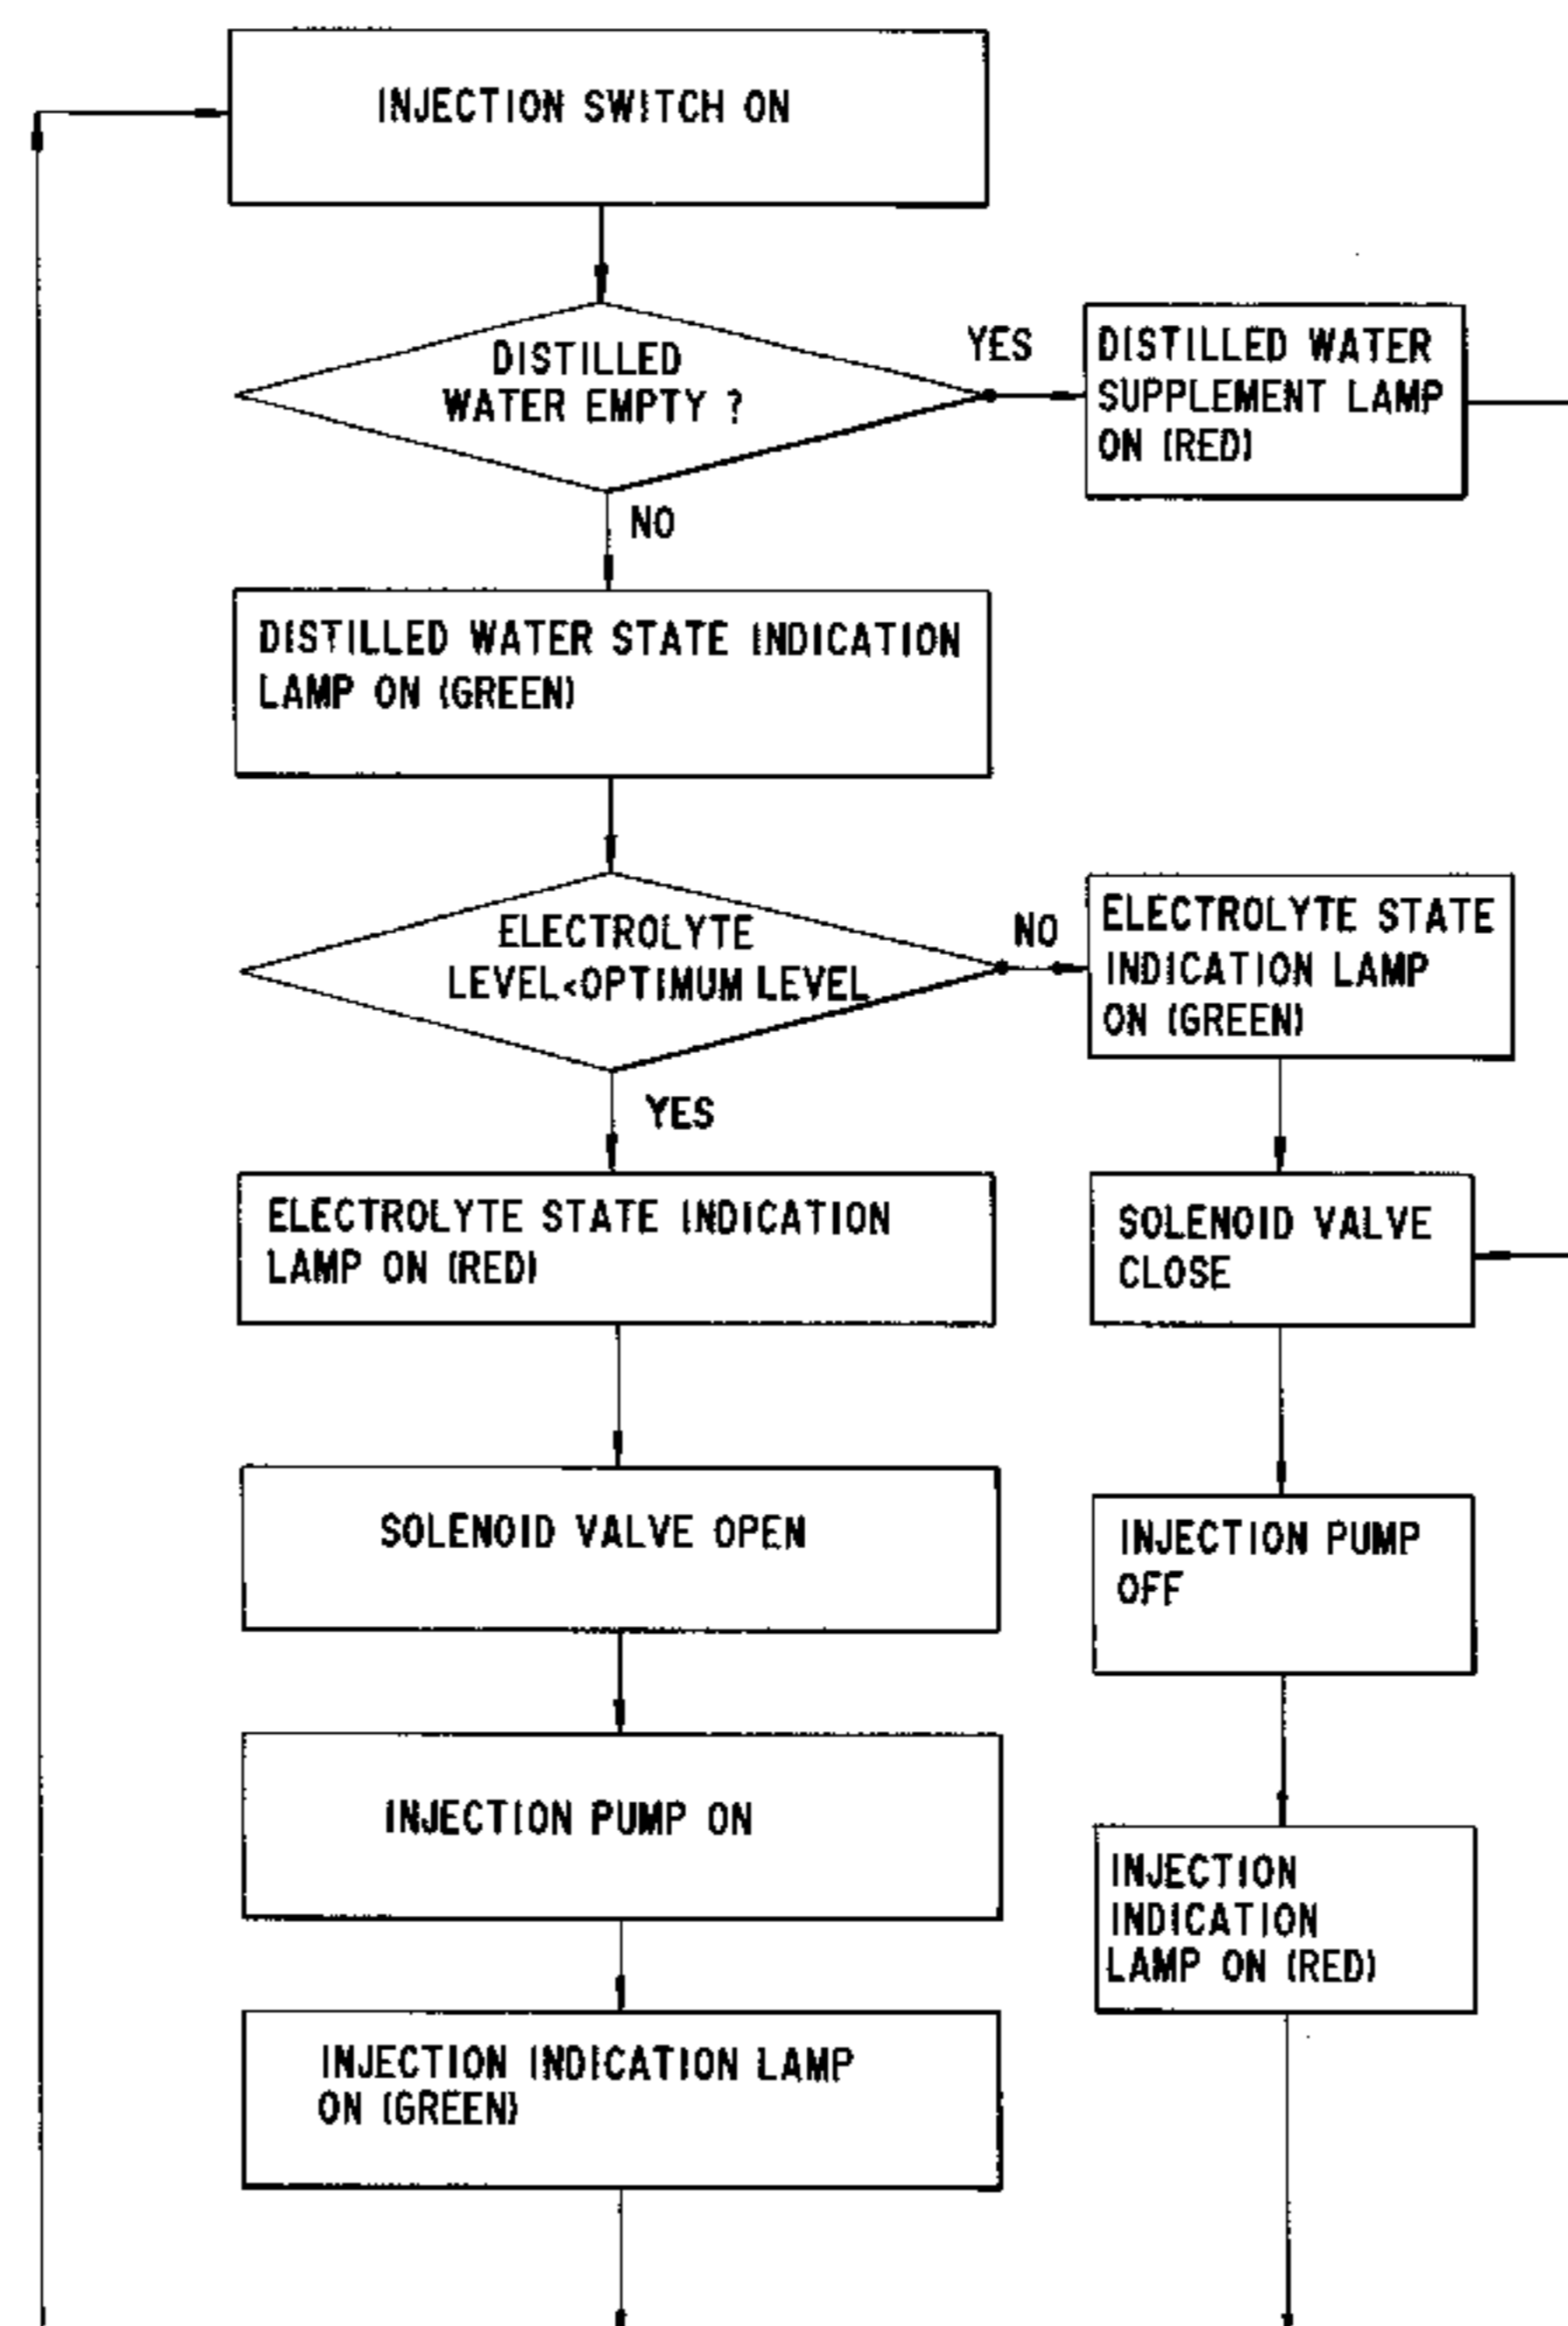 INJECTION SWITCH ON
DISTILLED
WATER EMPTY ?
YES
DISTILLED WATER
SUPPLEMENT LAMP
ON (RED)
NO
DISTILLED WATER STATE INDICATION
LAMP ON (GREEN)
ELECTROLYTE
LEVEL<OPTIMUM LEVEL
NO
ELECTROLYTE STATE
INDICATION LAMP
ON (GREEN)
YES
ELECTROLYTE STATE INDICATION
LAMP ON (RED)
SOLENOID VALVE
CLOSE
SOLENOID VALVE OPEN
INJECTION PUMP
OFF
INJECTION PUMP ON
INJECTION
INDICATION
LAMP ON (RED)
INJECTION INDICATION LAMP
ON (GREEN)